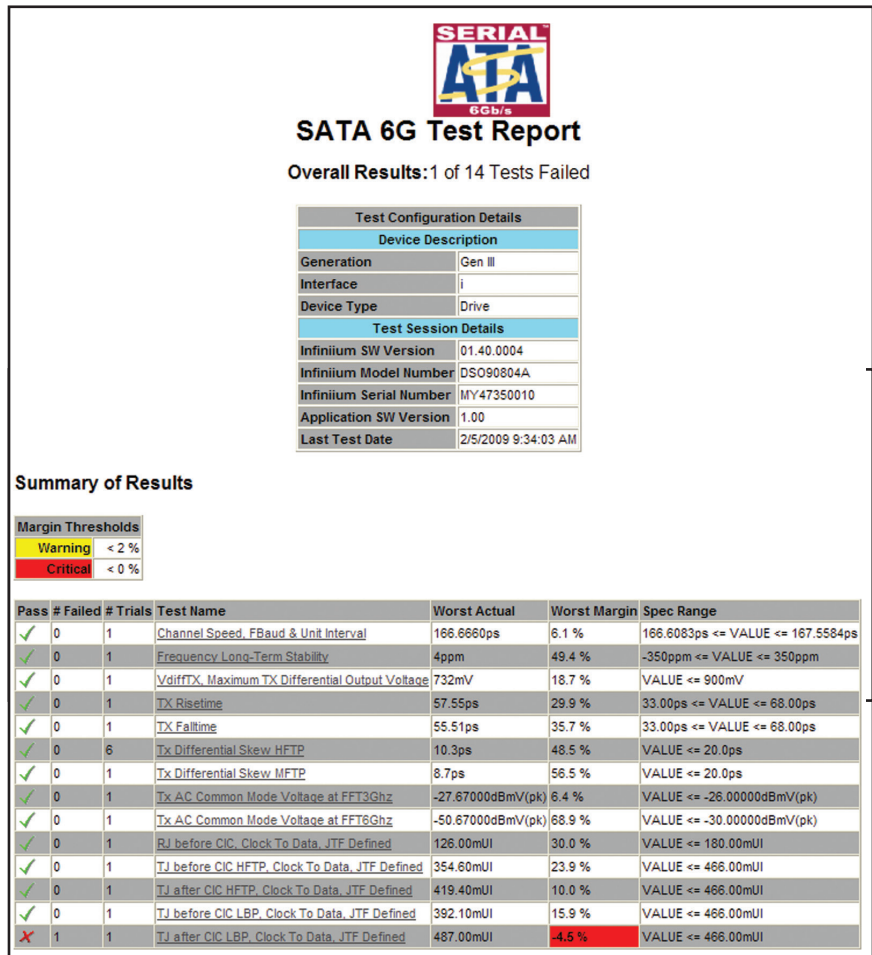 SERIAL
ATA
6Gb/s
SATA 6G Test Report
Overall Results:1 of 14 Tests Failed
Test Configuration Details
Device Description
Generation Gen III
Interface i
Device Type Drive
Test Session Details
Infiniium SW Version 01.40.0004
Infiniium Model Number DSO90804A
Infiniium Serial Number MY47350010
Application SW Version 1.00
Last Test Date 2/5/2009 9:34:03 AM
Summary of Results
Margin Thresholds
Warning < 2 %
Critical < 0 %
Pass # Failed # Trials Test Name Worst Actual Worst Margin Spec Range
0 1 Channel Speed, FBaud & Unit Interval 166.6660ps 6.1 % 166.6083ps <= VALUE <= 167.5584ps
0 1 Frequency Long-Term Stability 4ppm 49.4 % -350ppm <= VALUE <= 350ppm
0 1 VdiffTX, Maximum TX Differential Output Voltage 732mV 18.7 % VALUE <= 900mV
0 1 TX Risetime 57.55ps 29.9 % 33.00ps <= VALUE <= 68.00ps
0 1 TX Falltime 55.51ps 35.7 % 33.00ps <= VALUE <= 68.00ps
0 6 Tx Differential Skew HFTP 10.3ps 48.5 % VALUE <= 20.0ps
0 1 Tx Differential Skew MFTP 8.7ps 56.5 % VALUE <= 20.0ps
0 1 Tx AC Common Mode Voltage at FFT3Ghz -27.67000dBmV(pk) 6.4 % VALUE <= -26.00000dBmV(pk)
0 1 Tx AC Common Mode Voltage at FFT6Ghz -50.67000dBmV(pk) 68.9 % VALUE <= -30.00000dBmV(pk)
0 1 RJ before CIC, Clock To Data, JTF Defined 126.00mUI 30.0 % VALUE <= 180.00mUI
0 1 TJ before CIC HFTP, Clock To Data, JTF Defined 354.60mUI 23.9 % VALUE <= 466.00mUI
0 1 TJ after CIC HFTP, Clock To Data, JTF Defined 419.40mUI 10.0 % VALUE <= 466.00mUI
0 1 TJ before CIC LBP, Clock To Data, JTF Defined 392.10mUI 15.9 % VALUE <= 466.00mUI
1 1 TJ after CIC LBP, Clock To Data, JTF Defined 487.00mUI -4.5 % VALUE <= 466.00mUI